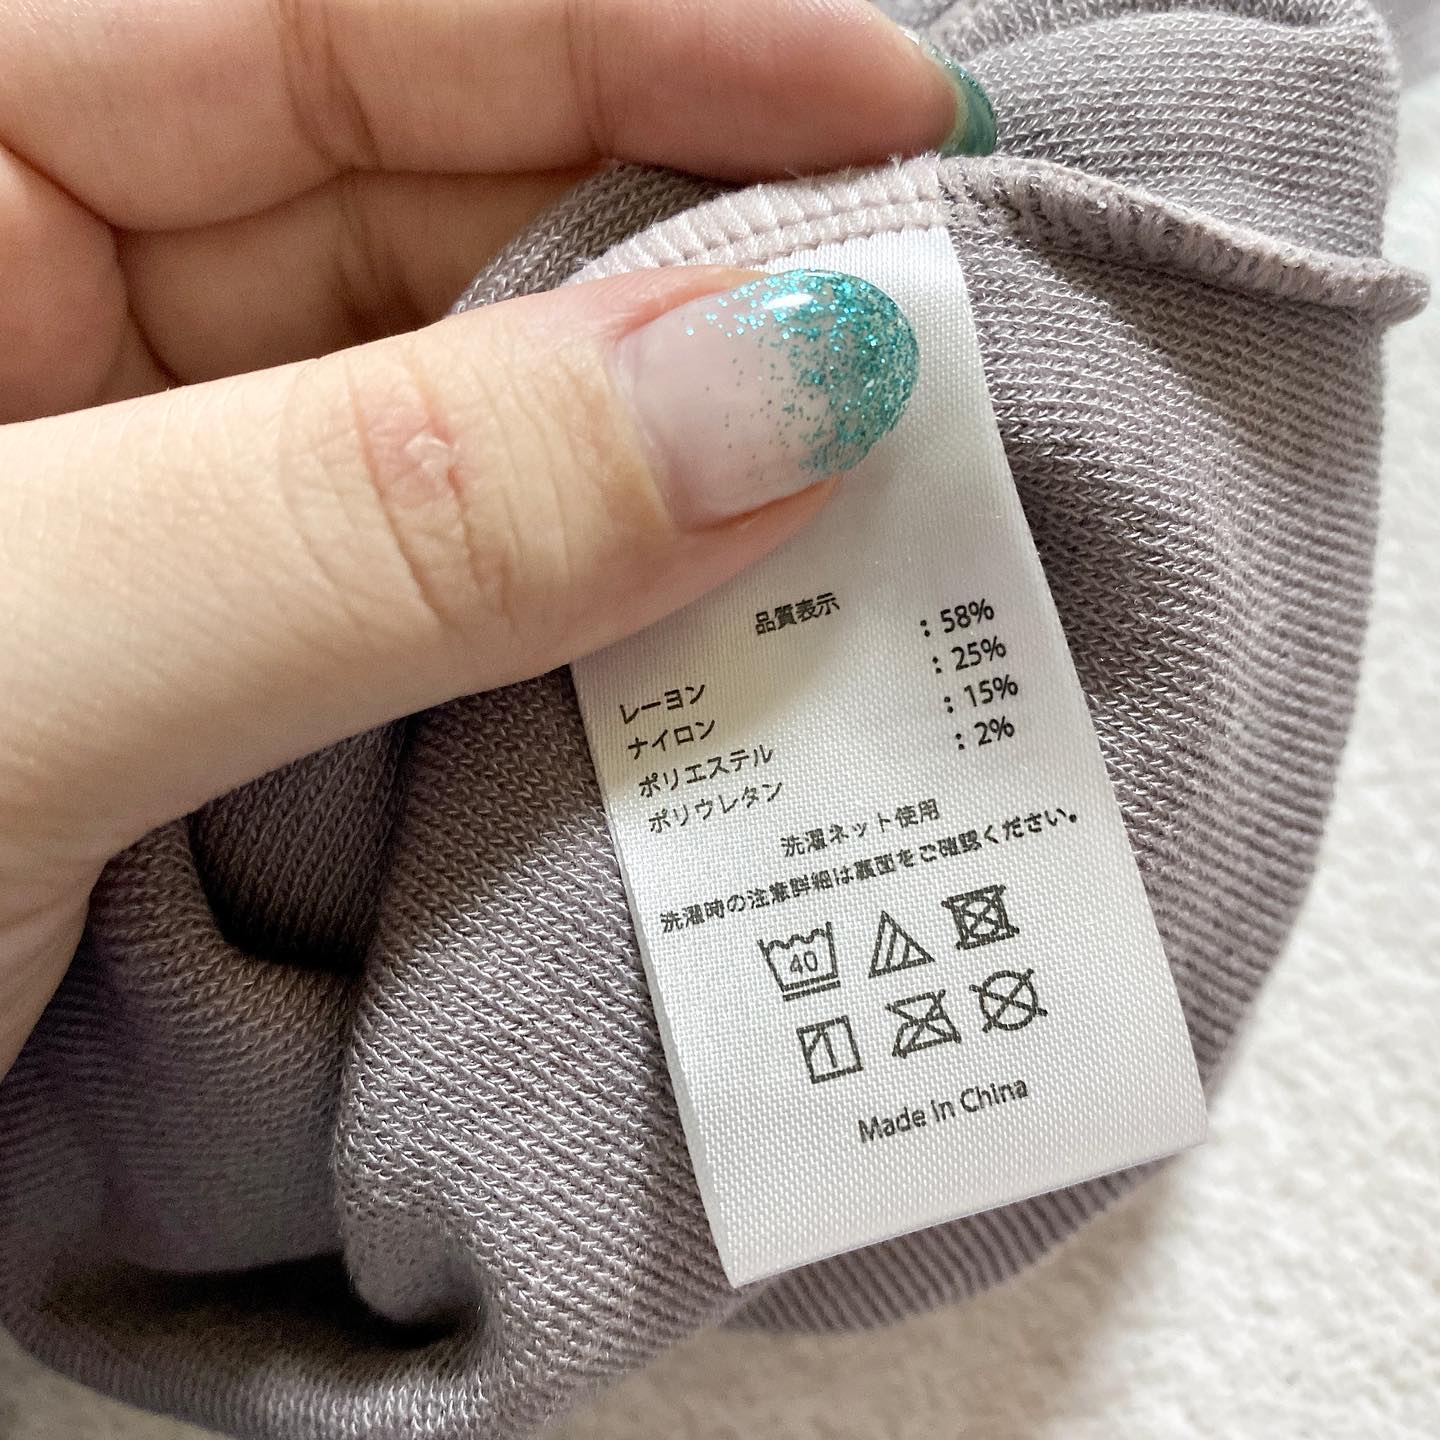 品質表示
レーヨン : 58%
ナイロン : 25%
ポリエステル : 15%
ポリウレタン : 2%
洗濯ネット使用
洗濯時の注意詳細は裏面をご確認ください。
40
Made in China